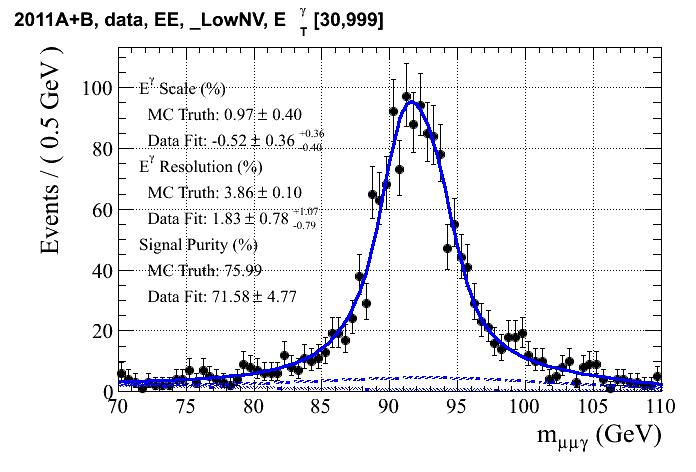 2011A+B, data, EE, _LowNV, E γ T [30,999]
Events / ( 0.5 GeV )
100
80
60
40
20
0
Eγ Scale (%)
MC Truth: 0.97 ± 0.40
Data Fit: -0.52 ± 0.36 +0.36 -0.40
Eγ Resolution (%)
MC Truth: 3.86 ± 0.10
Data Fit: 1.83 ± 0.78 +1.07 -0.79
Signal Purity (%)
MC Truth: 75.99
Data Fit: 71.58 ± 4.77
70 75 80 85 90 95 100 105 110
mμμγ (GeV)